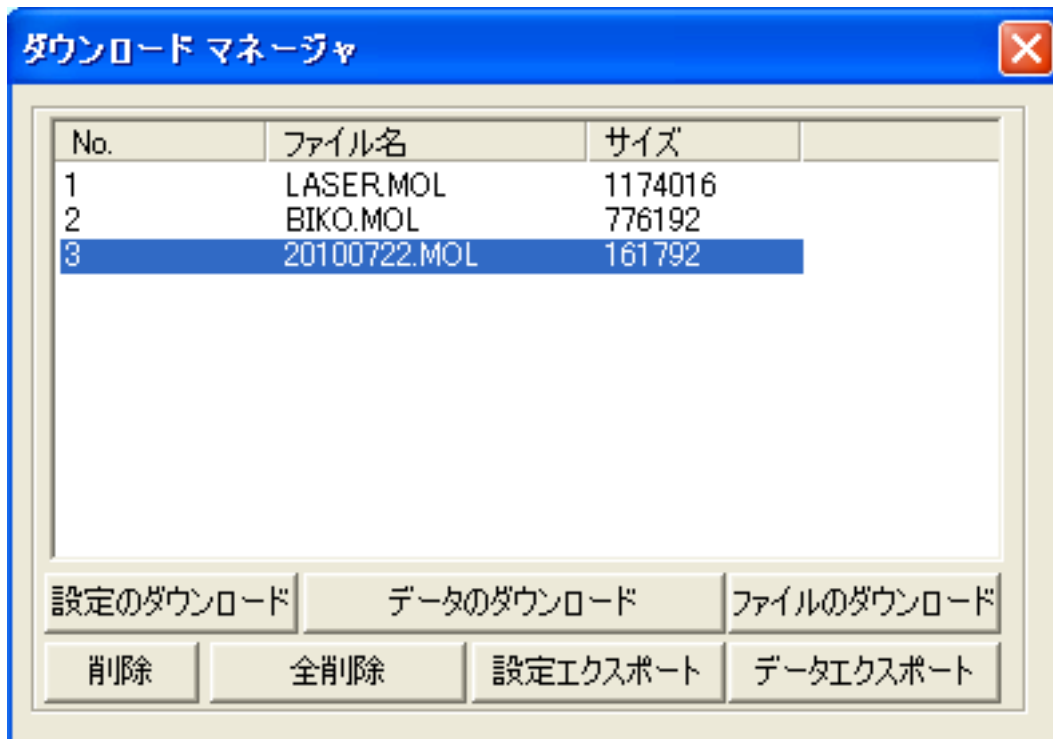 ダウンロード マネージャ
No. ファイル名 サイズ
1 LASER.MOL 1174016
2 BIKO.MOL 776192
3 20100722.MOL 161792
設定のダウンロード データのダウンロード ファイルのダウンロード
削除 全削除 設定エクスポート データエクスポート